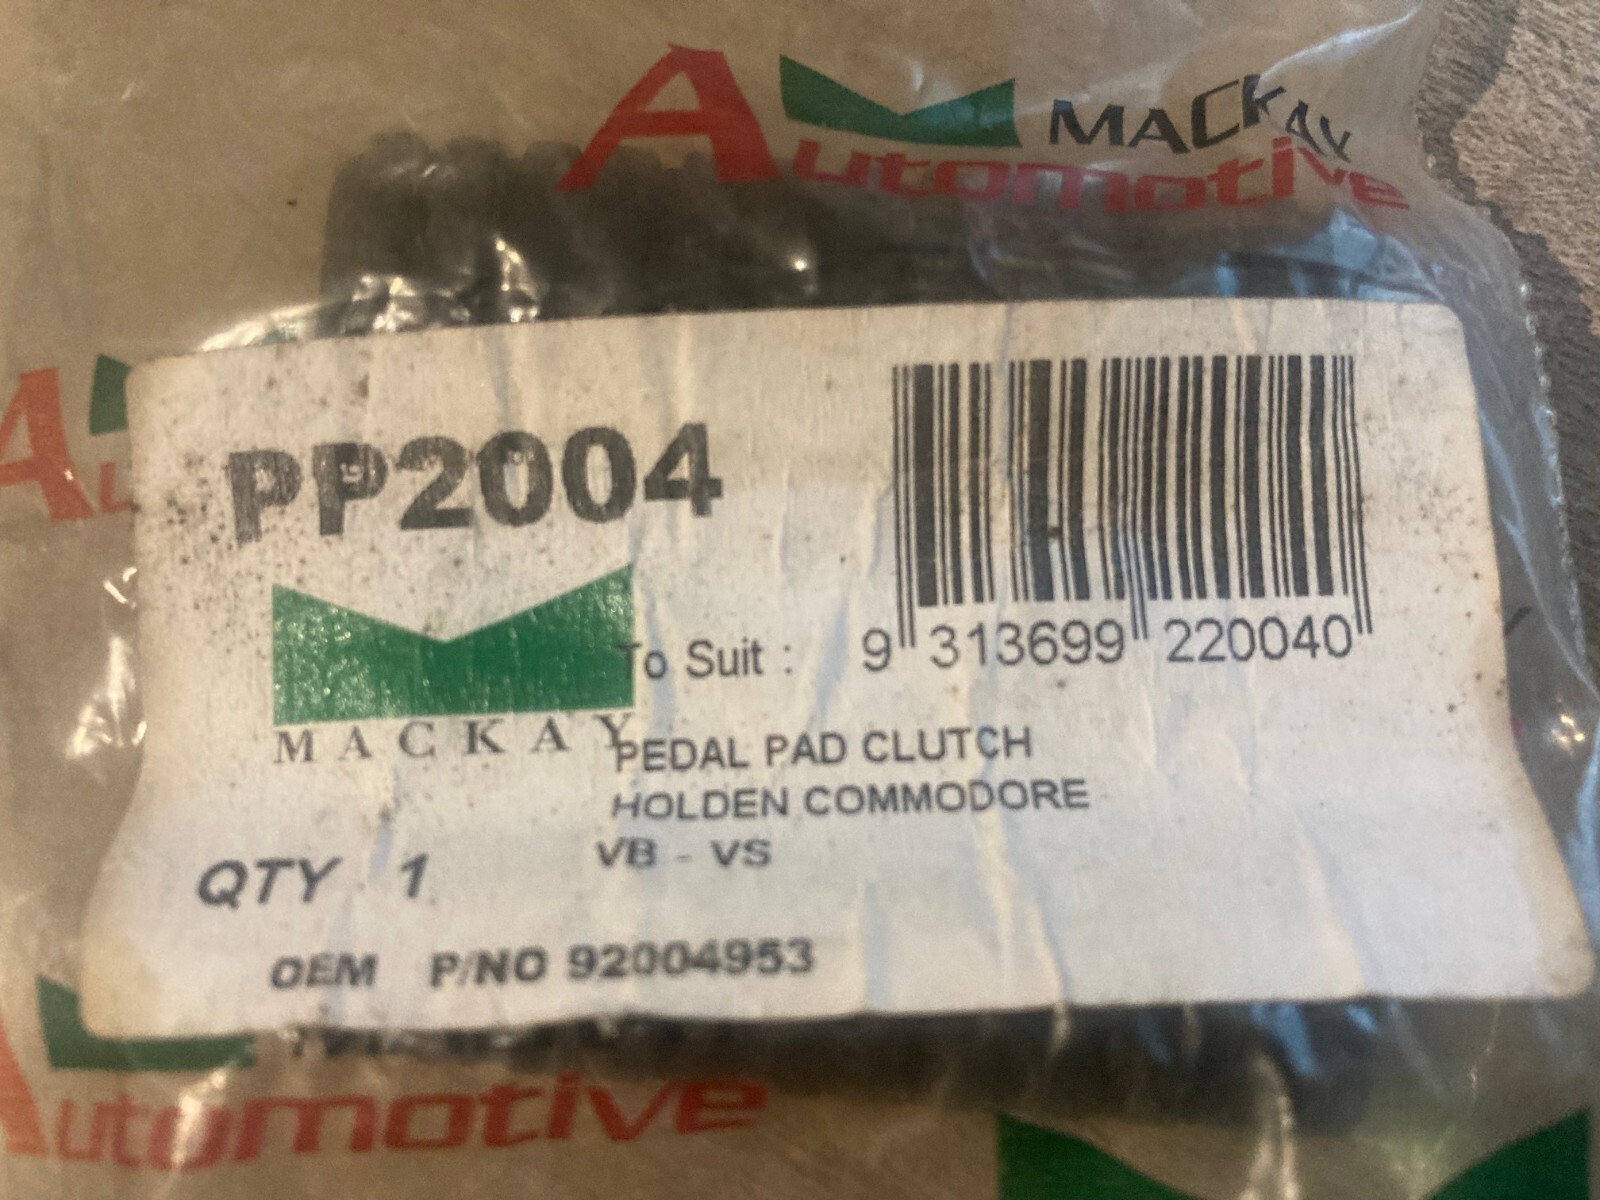 MACKAY
Automotive
PP2004
To Suit :
9 313699 220040
MACKAY
PEDAL PAD CLUTCH
HOLDEN COMMODORE
VB - VS
QTY 1
OEM P/NO 92004953
Automotive